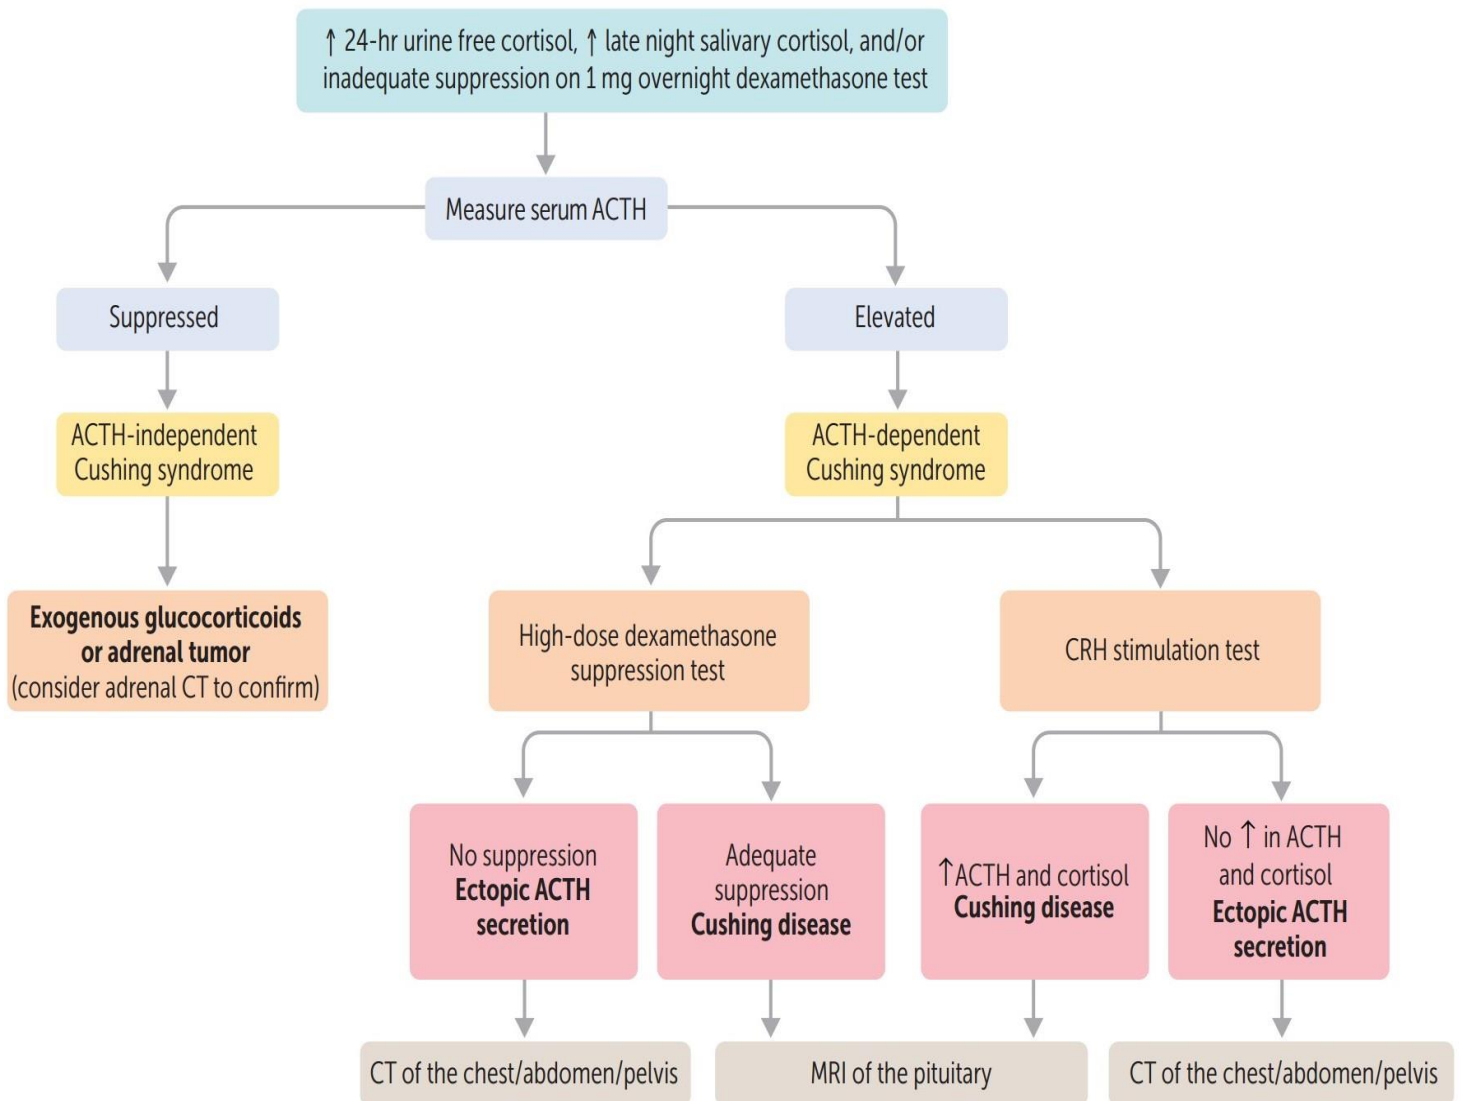 ↑ 24-hr urine free cortisol, ↑ late night salivary cortisol, and/or
inadequate suppression on 1 mg overnight dexamethasone test
Measure serum ACTH
Suppressed
Elevated
ACTH-independent
Cushing syndrome
ACTH-dependent
Cushing syndrome
Exogenous glucocorticoids
or adrenal tumor
(consider adrenal CT to confirm)
High-dose dexamethasone
suppression test
CRH stimulation test
No suppression
Ectopic ACTH
secretion
Adequate
suppression
Cushing disease
↑ACTH and cortisol
Cushing disease
No ↑ in ACTH
and cortisol
Ectopic ACTH
secretion
CT of the chest/abdomen/pelvis
MRI of the pituitary
CT of the chest/abdomen/pelvis